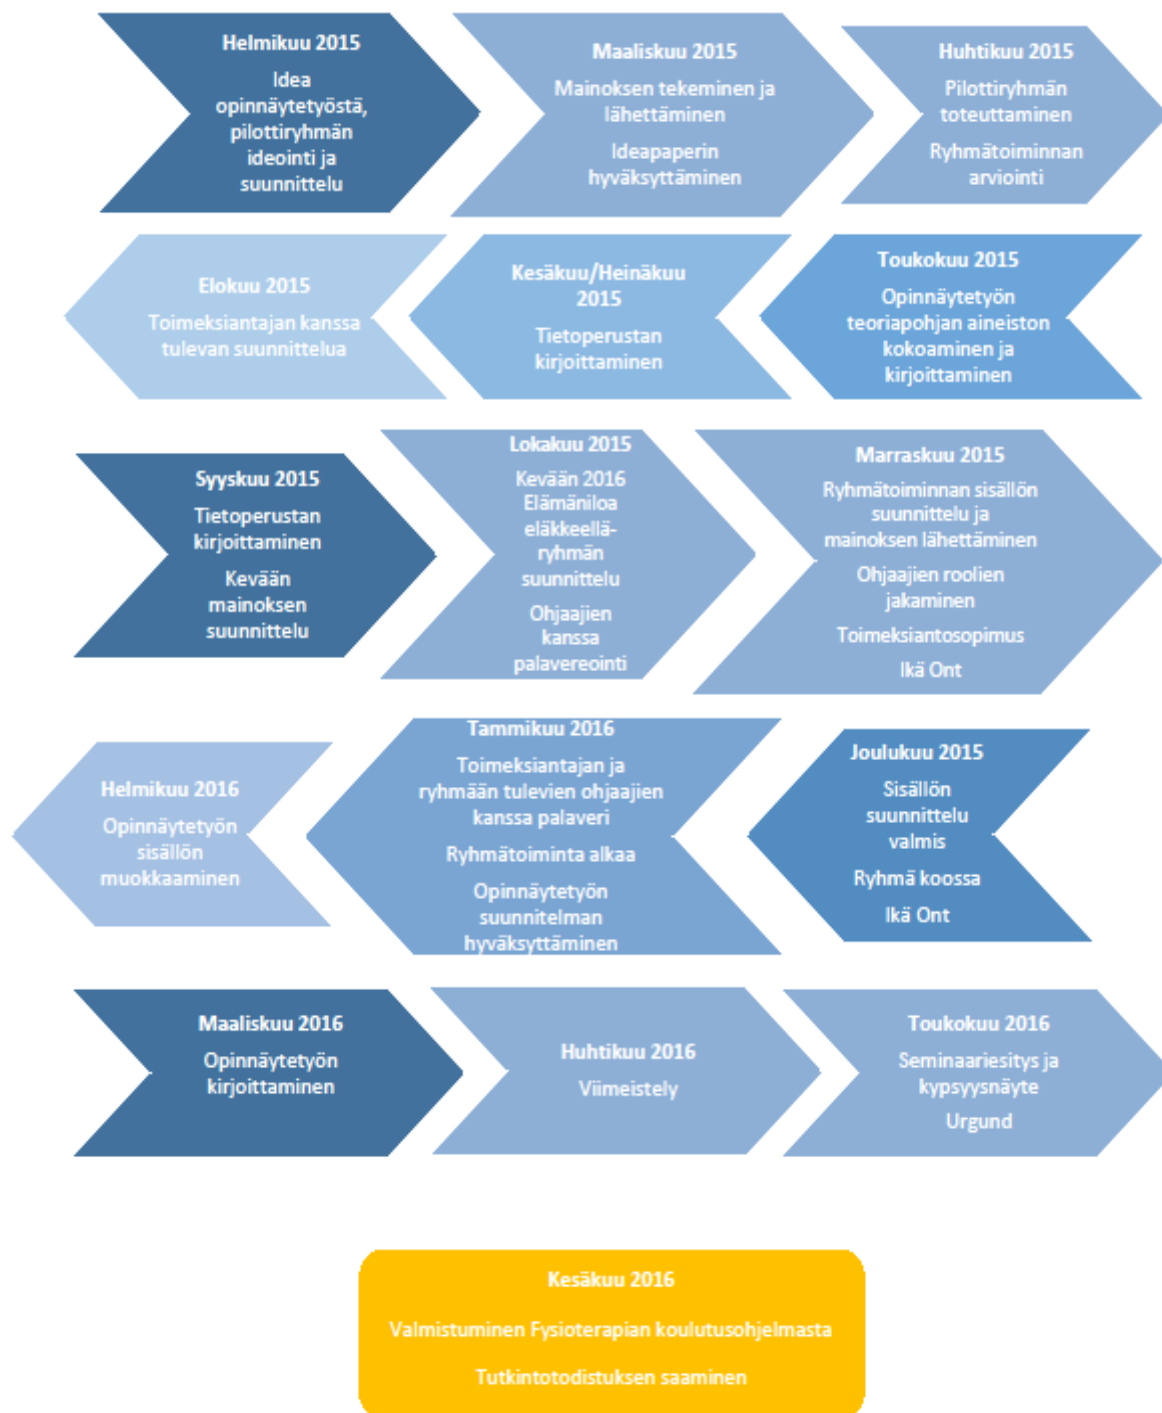 Helmikuu 2015
Idea
opinnäytetyöstä,
pilottiryhmän
ideointi ja
suunnittelu
Maaliskuu 2015
Mainoksen tekeminen ja
lähettäminen
Ideapaperin
hyväksyttäminen
Huhtikuu 2015
Pilottiryhmän
toteuttaminen
Ryhmätoiminnan
arviointi
Toukokuu 2015
Opinnäytetyön
teoriapohjan aineiston
kokoaminen ja
kirjoittaminen
Kesäkuu/Heinäkuu
2015
Tietoperustan
kirjoittaminen
Elokuu 2015
Toimeksiantajan kanssa
tulevan suunnittelua
Syyskuu 2015
Tietoperustan
kirjoittaminen
Kevään
mainoksen
suunnittelu
Lokakuu 2015
Kevään 2016
Elämäniloa
eläkkeellä-
ryhmän
suunnittelu
Ohjaajien
kanssa
palavereointi
Marraskuu 2015
Ryhmätoiminnan sisällön
suunnittelu ja
mainoksen lähettäminen
Ohjaajien roolien
jakaminen
Toimeksiantosopimus
Ikä Ont
Joulukuu 2015
Sisällön
suunnittelu
valmis
Ryhmä koossa
Ikä Ont
Tammikuu 2016
Toimeksiantajan ja
ryhmään tulevien ohjaajien
kanssa palaveri
Ryhmätoiminta alkaa
Opinnäytetyön
suunnitelman
hyväksyttäminen
Helmikuu 2016
Opinnäytetyön
sisällön
muokkaaminen
Maaliskuu 2016
Opinnäytetyön
kirjoittaminen
Huhtikuu 2016
Viimeistely
Toukokuu 2016
Seminaariesitys ja
kypsyysnäyte
Urgund
Kesäkuu 2016
Valmistuminen Fysioterapian koulutusohjelmasta
Tutkintotodistuksen saaminen